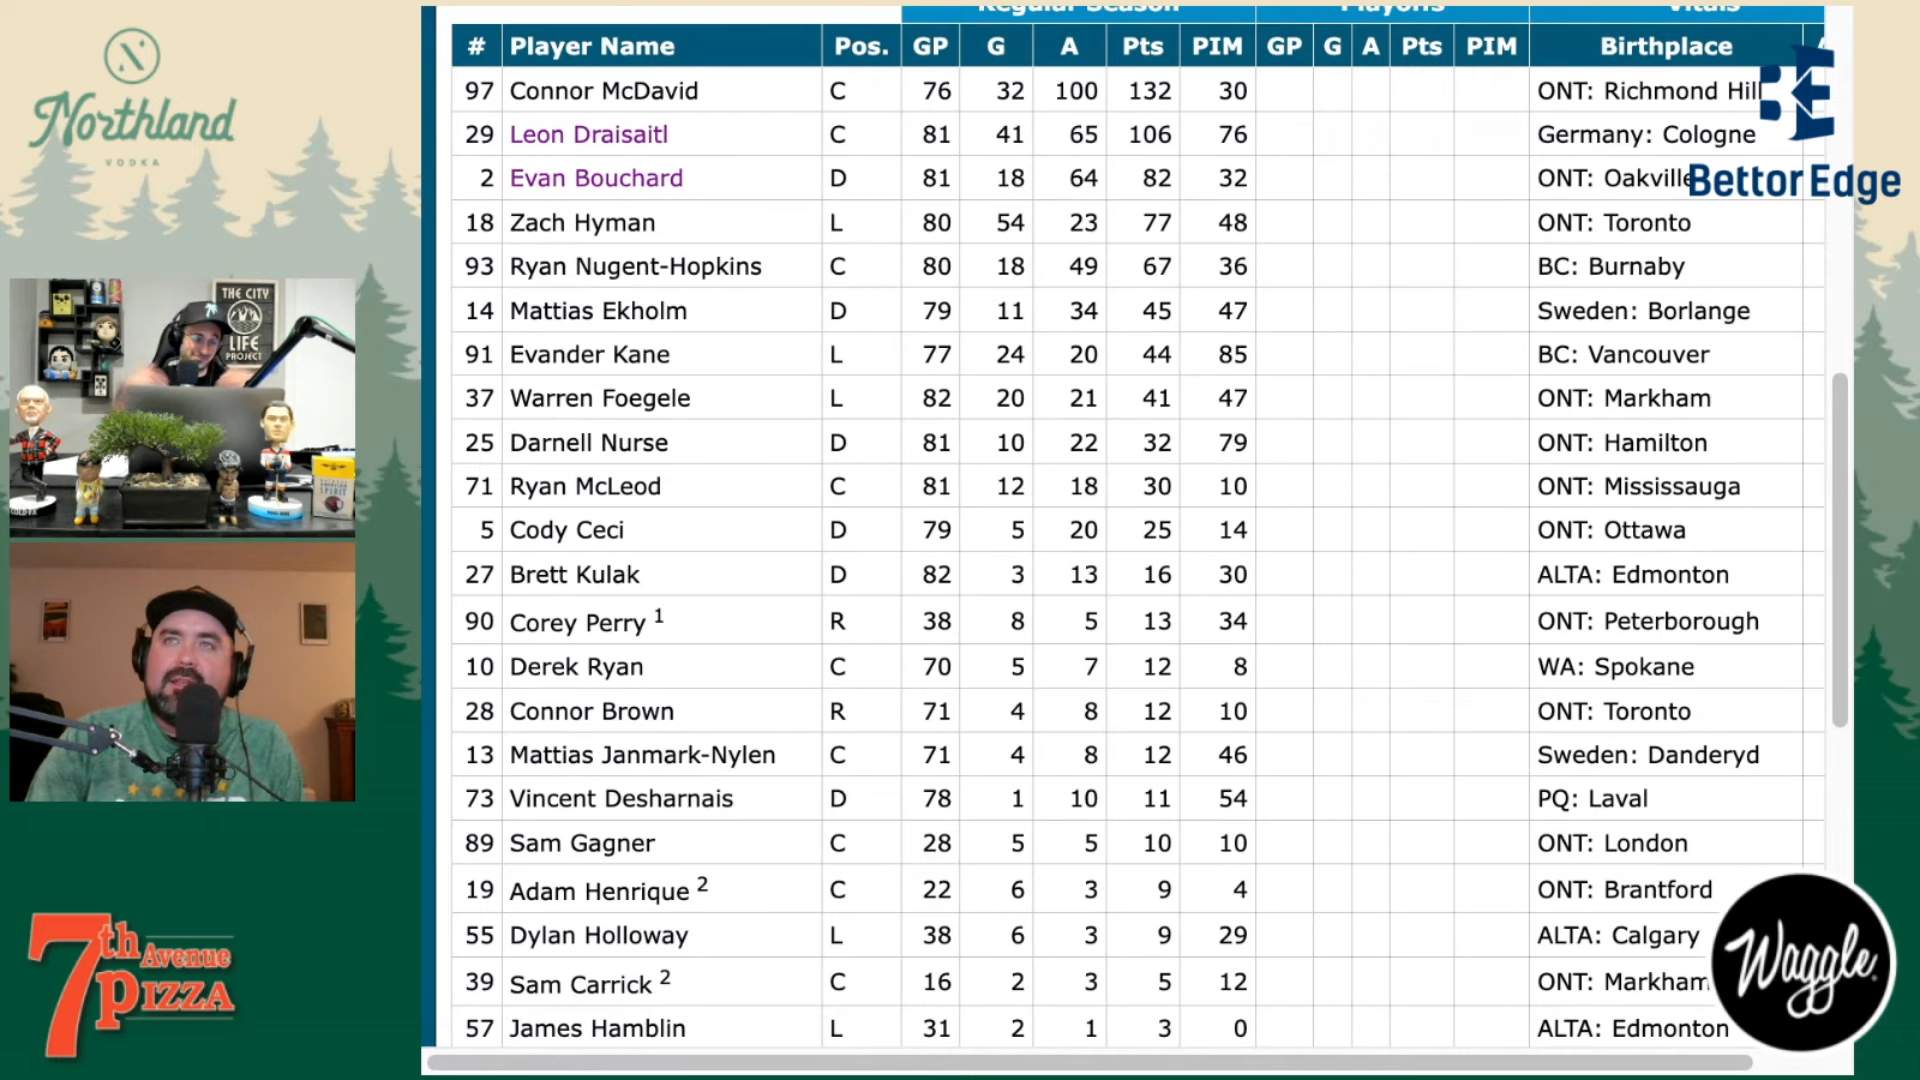 Northland
VODKA
THE CITY
LIFE
PROJECT
7th Avenue
PIZZA
Regular Season Playoffs Vitals
# Player Name Pos. GP G A Pts PIM GP G A Pts PIM Birthplace
97 Connor McDavid C 76 32 100 132 30 ONT: Richmond Hill
29 Leon Draisaitl C 81 41 65 106 76 Germany: Cologne
2 Evan Bouchard D 81 18 64 82 32 ONT: Oakville
18 Zach Hyman L 80 54 23 77 48 ONT: Toronto
93 Ryan Nugent-Hopkins C 80 18 49 67 36 BC: Burnaby
14 Mattias Ekholm D 79 11 34 45 47 Sweden: Borlange
91 Evander Kane L 77 24 20 44 85 BC: Vancouver
37 Warren Foegele L 82 20 21 41 47 ONT: Markham
25 Darnell Nurse D 81 10 22 32 79 ONT: Hamilton
71 Ryan McLeod C 81 12 18 30 10 ONT: Mississauga
5 Cody Ceci D 79 5 20 25 14 ONT: Ottawa
27 Brett Kulak D 82 3 13 16 30 ALTA: Edmonton
90 Corey Perry 1 R 38 8 5 13 34 ONT: Peterborough
10 Derek Ryan C 70 5 7 12 8 WA: Spokane
28 Connor Brown R 71 4 8 12 10 ONT: Toronto
13 Mattias Janmark-Nylen C 71 4 8 12 46 Sweden: Danderyd
73 Vincent Desharnais D 78 1 10 11 54 PQ: Laval
89 Sam Gagner C 28 5 5 10 10 ONT: London
19 Adam Henrique 2 C 22 6 3 9 4 ONT: Brantford
55 Dylan Holloway L 38 6 3 9 29 ALTA: Calgary
39 Sam Carrick 2 C 16 2 3 5 12 ONT: Markham
57 James Hamblin L 31 2 1 3 0 ALTA: Edmonton
BettorEdge
Waggle